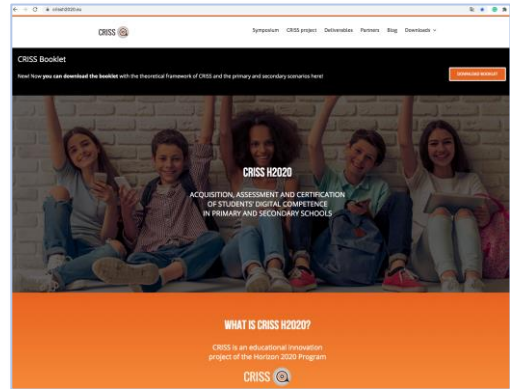 crissh2020.eu
CRISS
Symposium CRISS project Deliverables Partners Blog Downloads
CRISS Booklet
New! Now you can download the booklet with the theoretical framework of CRISS and the primary and secondary scenarios here!
DOWNLOAD BOOKLET
CRISS H2020
ACQUISITION, ASSESSMENT AND CERTIFICATION
OF STUDENTS' DIGITAL COMPETENCE
IN PRIMARY AND SECONDARY SCHOOLS
WHAT IS CRISS H2020?
CRISS is an educational innovation
project of the Horizon 2020 Program
CRISS